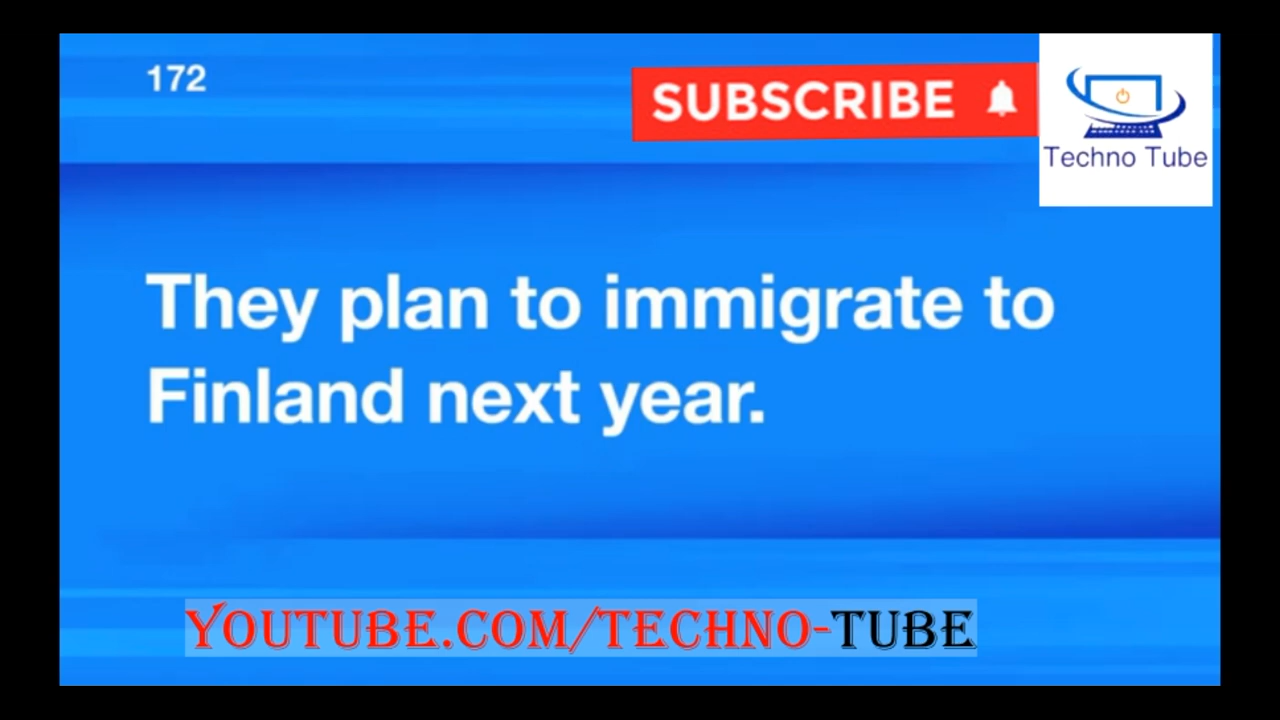 172
SUBSCRIBE
Techno Tube
They plan to immigrate to
Finland next year.
YOUTUBE.COM/TECHNO-TUBE